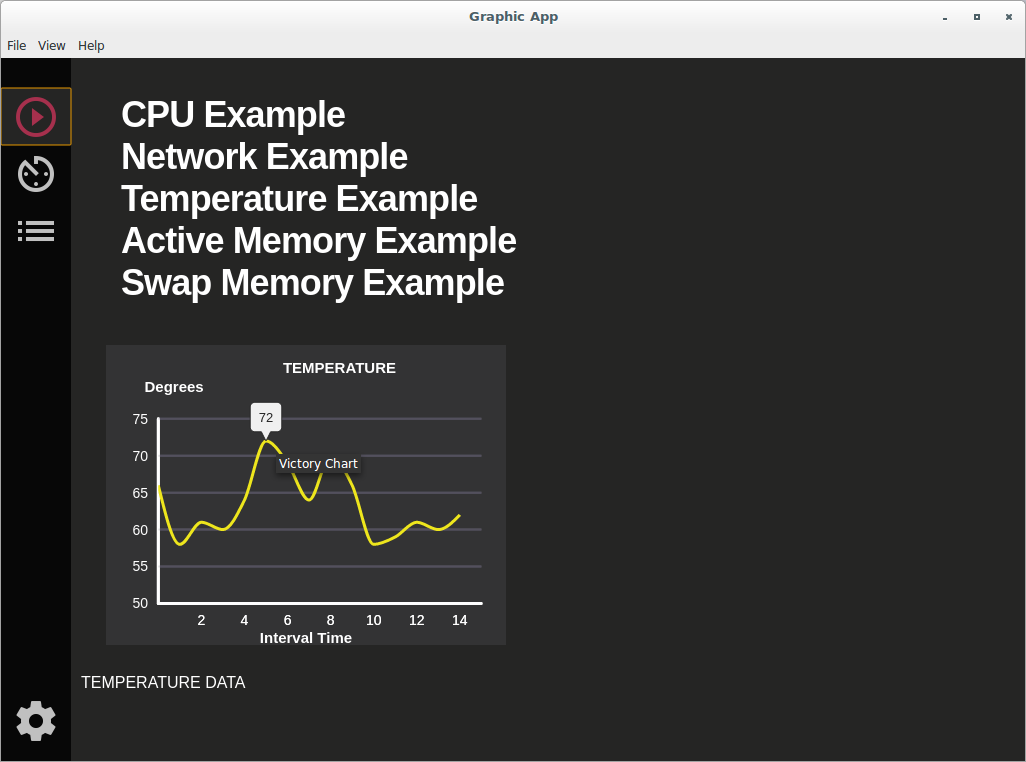 Graphic App
File View Help
CPU Example
Network Example
Temperature Example
Active Memory Example
Swap Memory Example
TEMPERATURE
Degrees
75
72
70
Victory Chart
65
60
55
50
2 4 6 8 10 12 14
Interval Time
TEMPERATURE DATA